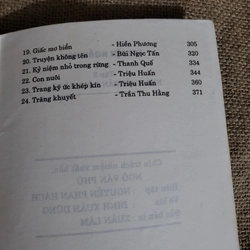 19. Giấc mơ biển - Hiền Phương 305
20. Truyện không tên - Bùi Ngọc Tấn 320
21. Kỷ niệm nhỏ trong rừng - Thanh Quế 334
22. Con nuôi - Triệu Huấn 344
23. Trang ký ức khép kín - Triệu Huấn 360
24. Trăng khuyết - Trần Thu Hằng 371